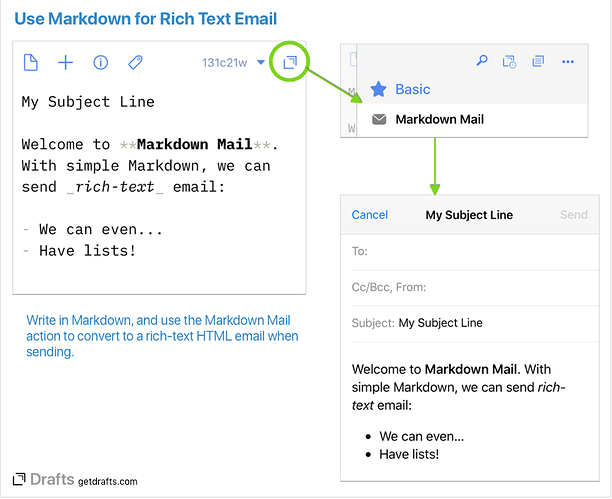 Use Markdown for Rich Text Email
131c21w
My Subject Line
Welcome to **Markdown Mail**.
With simple Markdown, we can
send _rich-text_ email:
- We can even...
- Have lists!
Write in Markdown, and use the Markdown Mail
action to convert to a rich-text HTML email when
sending.
M
W
Basic
Markdown Mail
Cancel My Subject Line Send
To:
Cc/Bcc, From:
Subject: My Subject Line
Welcome to Markdown Mail. With
simple Markdown, we can send rich-
text email:
• We can even...
• Have lists!
Drafts getdrafts.com